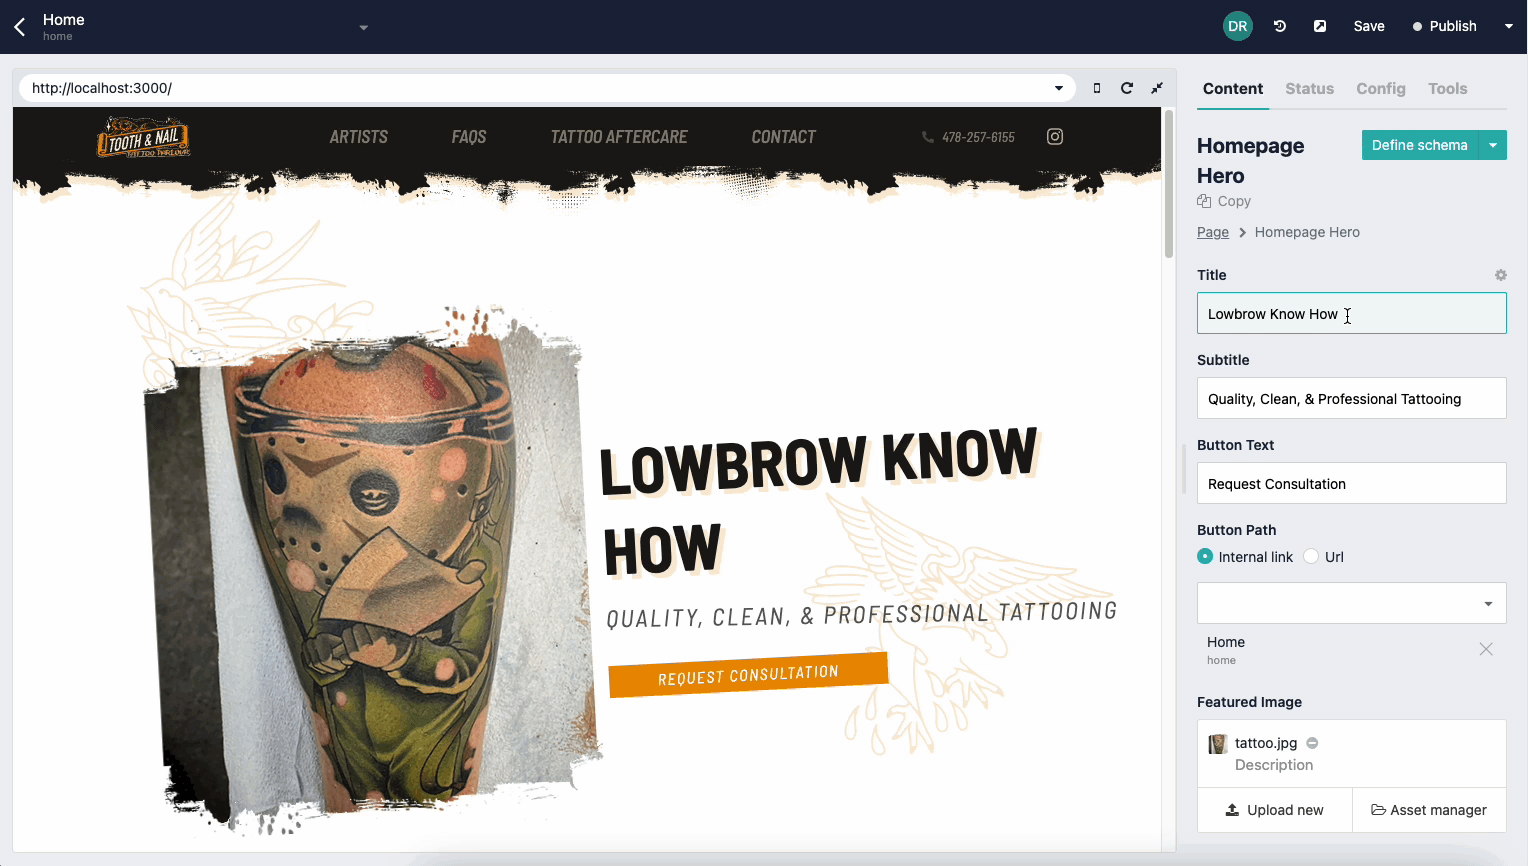 Home
home
DR
Save
Publish
http://localhost:3000/
Content
Status
Config
Tools
TOOTH & NAIL
TATTOO PARLOUR
ARTISTS
FAQS
TATTOO AFTERCARE
CONTACT
478-257-6155
Homepage
Hero
Define schema
Copy
Page
Homepage Hero
Title
Lowbrow Know How
Subtitle
Quality, Clean, & Professional Tattooing
Button Text
Request Consultation
Button Path
Internal link
Url
Home
home
Featured Image
tattoo.jpg
Description
Upload new
Asset manager
LOWBROW KNOW
HOW
QUALITY, CLEAN, & PROFESSIONAL TATTOOING
REQUEST CONSULTATION